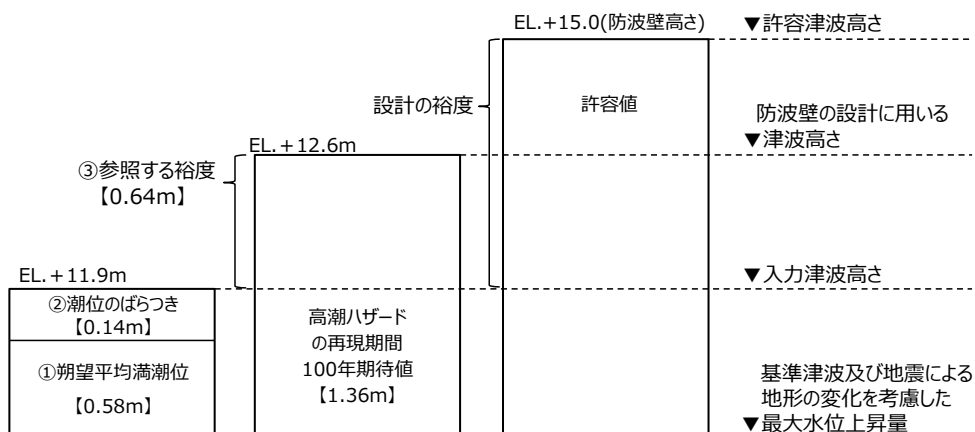 EL.+15.0(防波壁高さ)
▼許容津波高さ
設計の裕度
許容値
防波壁の設計に用いる
▼津波高さ
EL.+12.6m
③参照する裕度
【0.64m】
EL.+11.9m
▼入力津波高さ
②潮位のばらつき
【0.14m】
高潮ハザード
の再現期間
100年期待値
【1.36m】
①朔望平均満潮位
【0.58m】
基準津波及び地震による
地形の変化を考慮した
▼最大水位上昇量